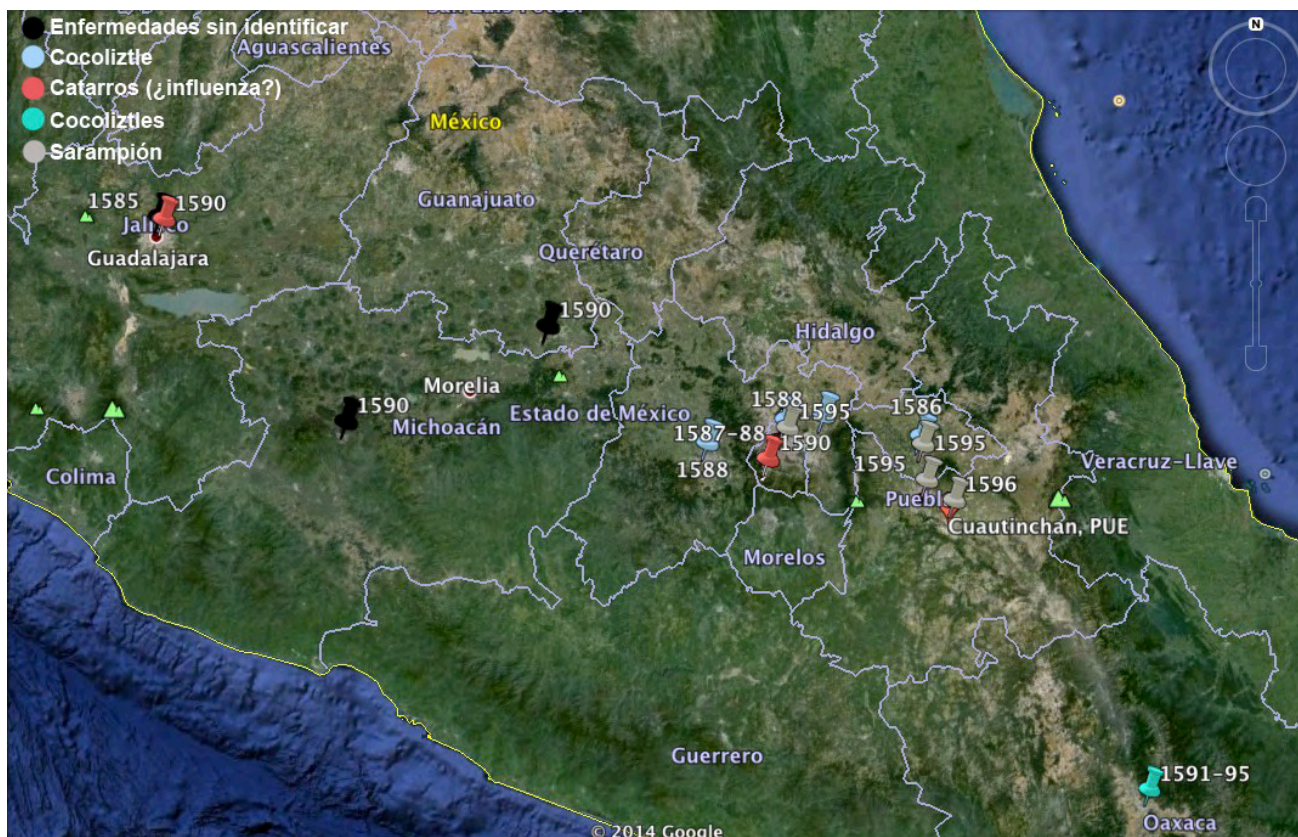 Enfermedades sin identificar
Cocoliztle
Catarros (¿influenza?)
Cocoliztles
Sarampión
Aguascalientes
México
N
1585
1590
Jalisco
Guadalajara
Guanajuato
Querétaro
1590
Hidalgo
1590
Morelia
Michoacán
Estado de México
1588
1595
1586
1587-88
1590
1595
1588
1595
Veracruz-Llave
Colima
1596
Puebl
Cuautinchan, PUE
Morelos
Guerrero
1591-95
Oaxaca
© 2014 Google